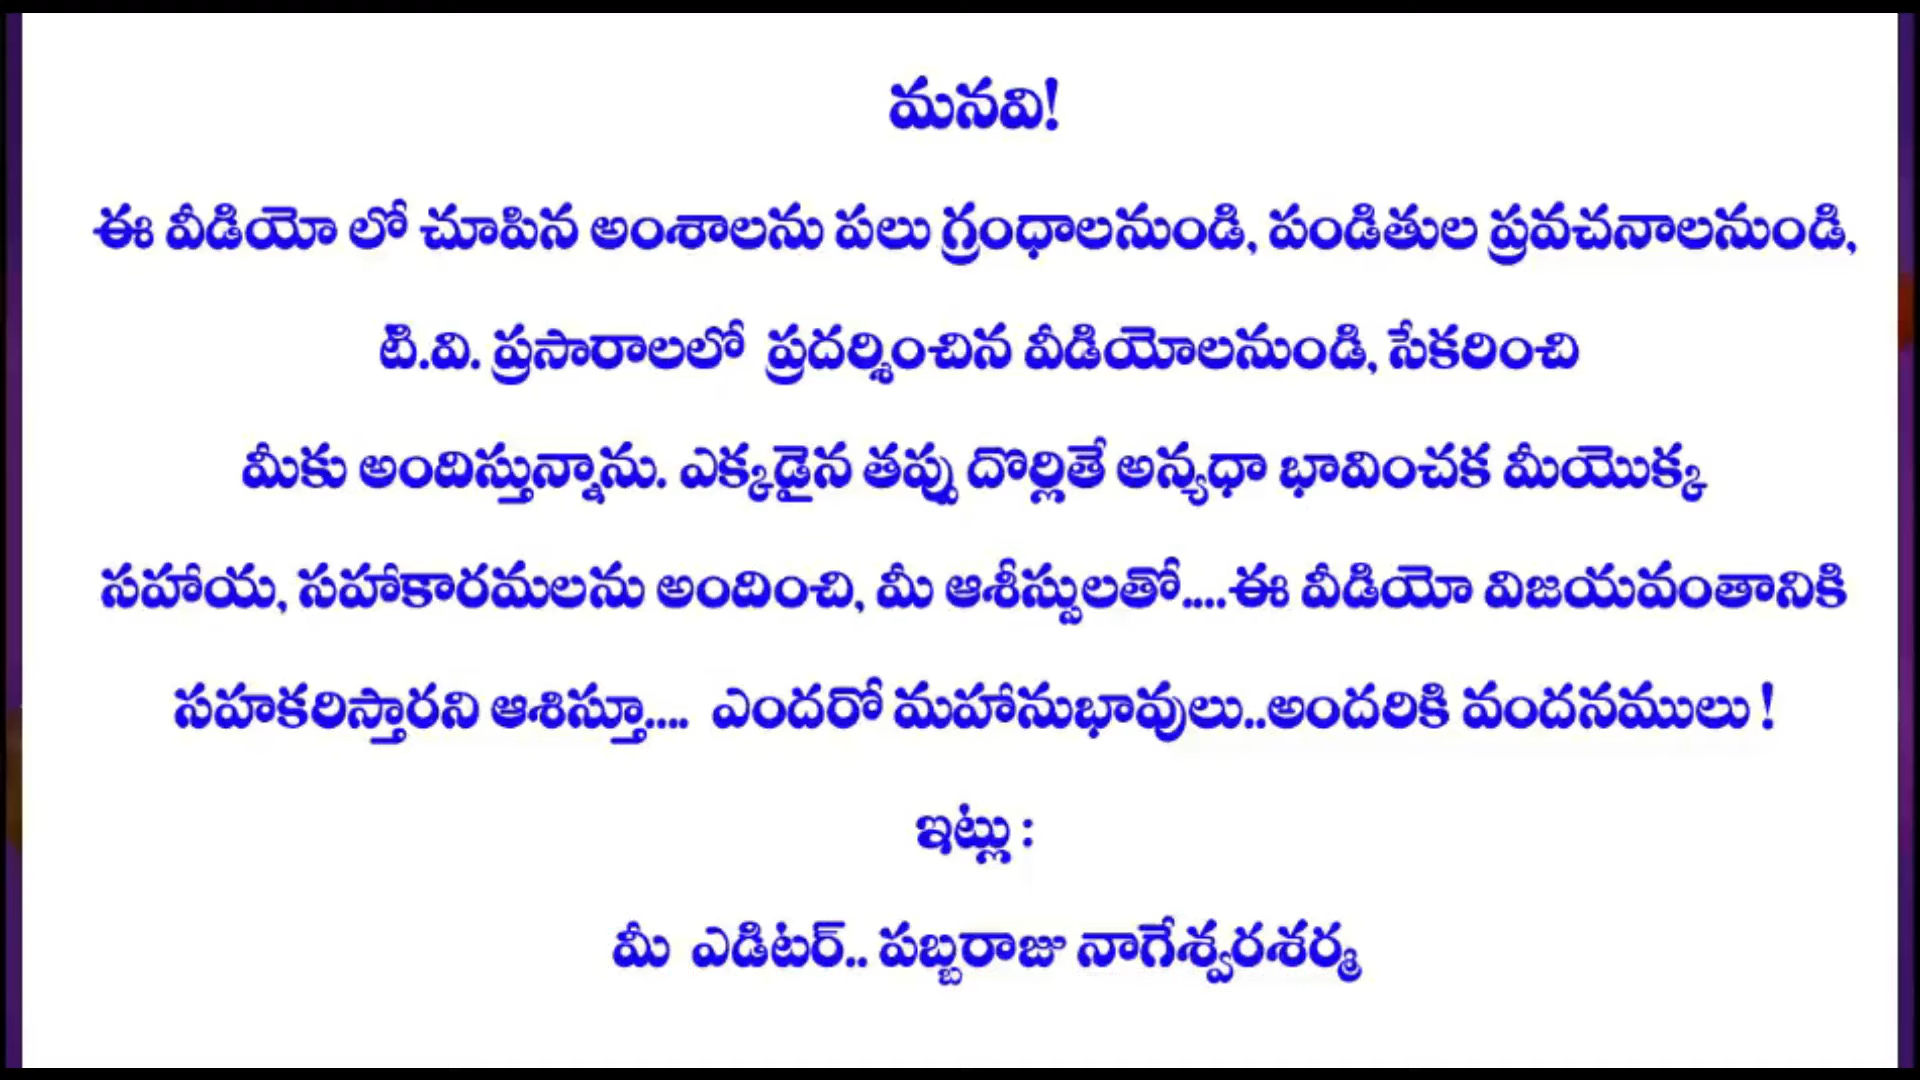 మనవి!
ఈ వీడియో లో చూపిన అంశాలను పలు గ్రంధాలనుండి, పండితుల ప్రవచనాలనుండి,
టి.వి. ప్రసారాలలో ప్రదర్శించిన వీడియోలనుండి, సేకరించి
మీకు అందిస్తున్నాను. ఎక్కడైన తప్పు దొర్లితే అన్యధా భావించక మీయొక్క
సహాయ, సహాకారమలను అందించి, మీ ఆశీస్సులతో....ఈ వీడియో విజయవంతానికి
సహకరిస్తారని ఆశిస్తూ.... ఎందరో మహానుభావులు..అందరికి వందనములు !
ఇట్లు :
మీ ఎడిటర్.. పబ్బరాజు నాగేశ్వరశర్మ